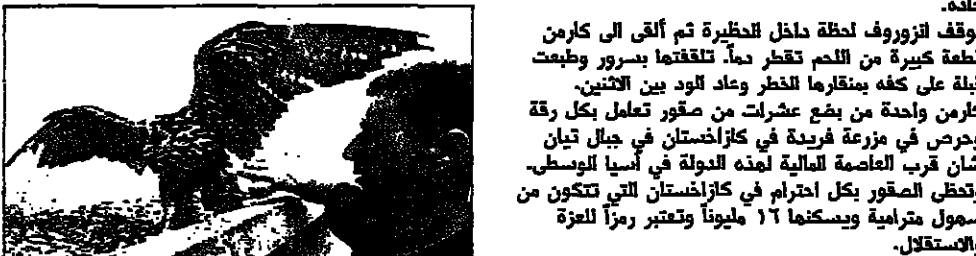 توقف انزوروف لحظة داخل الحظيرة ثم ألقى الى كارمن
قطعة كبيرة من اللحم تقطر دماً. تلقفتها بسرور وطبعت
قبلة على كفه بمنقارها الخطر وعاد الود بين الاثنين.
كارمن واحدة من بضع عشرات من صقور تعامل بكل رقة
وحرص في مزرعة فريدة في كازاخستان في جبال تيان
شان قرب العاصمة المالية لهذه الدولة في آسيا الوسطى.
وتحظى الصقور بكل احترام في كازاخستان التي تتكون من
سهول مترامية ويسكنها ١٦ مليوناً وتعتبر رمزاً للعزة
والاستقلال.